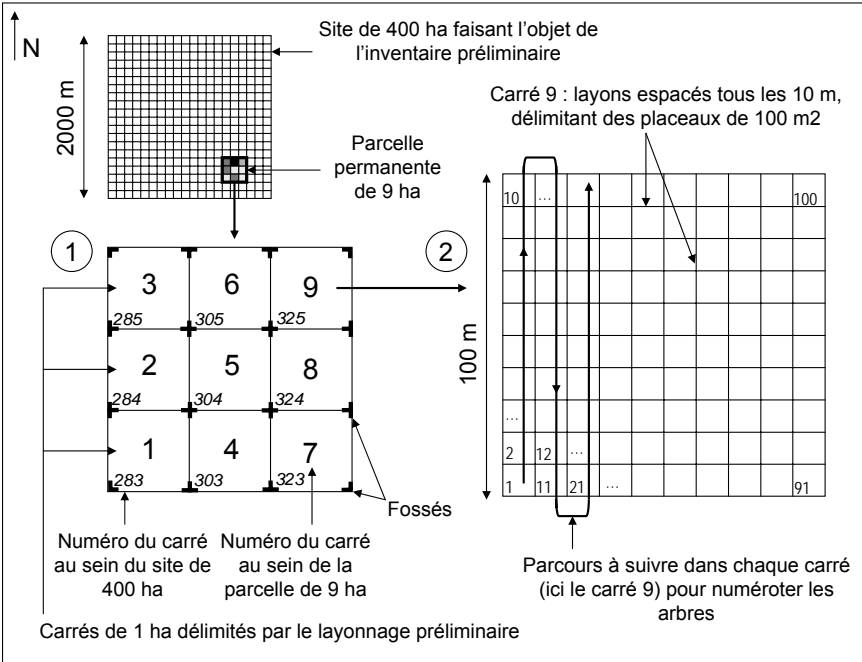 N
2000 m
Site de 400 ha faisant l'objet de
l'inventaire préliminaire
Parcelle
permanente
de 9 ha
Carré 9 : layons espacés tous les 10 m,
délimitant des placeaux de 100 m2
1
3
6
9
285
305
325
2
5
8
284
304
324
1
4
7
283
303
323
Fossés
Numéro du carré
au sein du site de
400 ha
Numéro du carré
au sein de la
parcelle de 9 ha
Carrés de 1 ha délimités par le layonnage préliminaire
2
100 m
10
...
100
...
2
12
...
1
11
21
...
91
Parcours à suivre dans chaque carré
(ici le carré 9) pour numéroter les
arbres